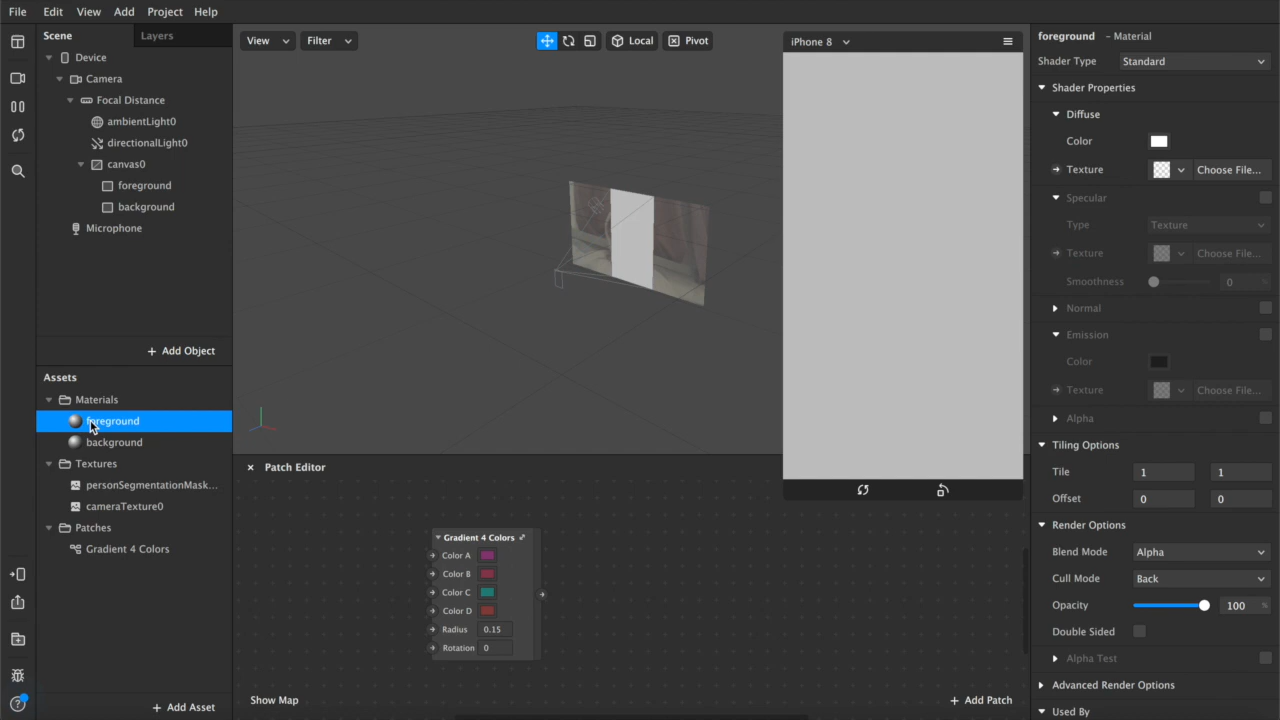 File Edit View Add Project Help
Scene Layers
Device
Camera
Focal Distance
ambientLight0
directionalLight0
canvas0
foreground
background
Microphone
+ Add Object
Assets
Materials
foreground
background
Textures
personSegmentationMask...
cameraTexture0
Patches
Gradient 4 Colors
+ Add Asset
View Filter Local Pivot
iPhone 8
Patch Editor
Gradient 4 Colors
Color A
Color B
Color C
Color D
Radius 0.15
Rotation 0
Show Map
+ Add Patch
foreground - Material
Shader Type Standard
Shader Properties
Diffuse
Color
Texture Choose File...
Specular
Type Texture
Texture Choose File...
Smoothness 0 %
Normal
Emission
Color
Texture Choose File...
Alpha
Tiling Options
Tile 1 1
Offset 0 0
Render Options
Blend Mode Alpha
Cull Mode Back
Opacity 100 %
Double Sided
Alpha Test
Advanced Render Options
Used By